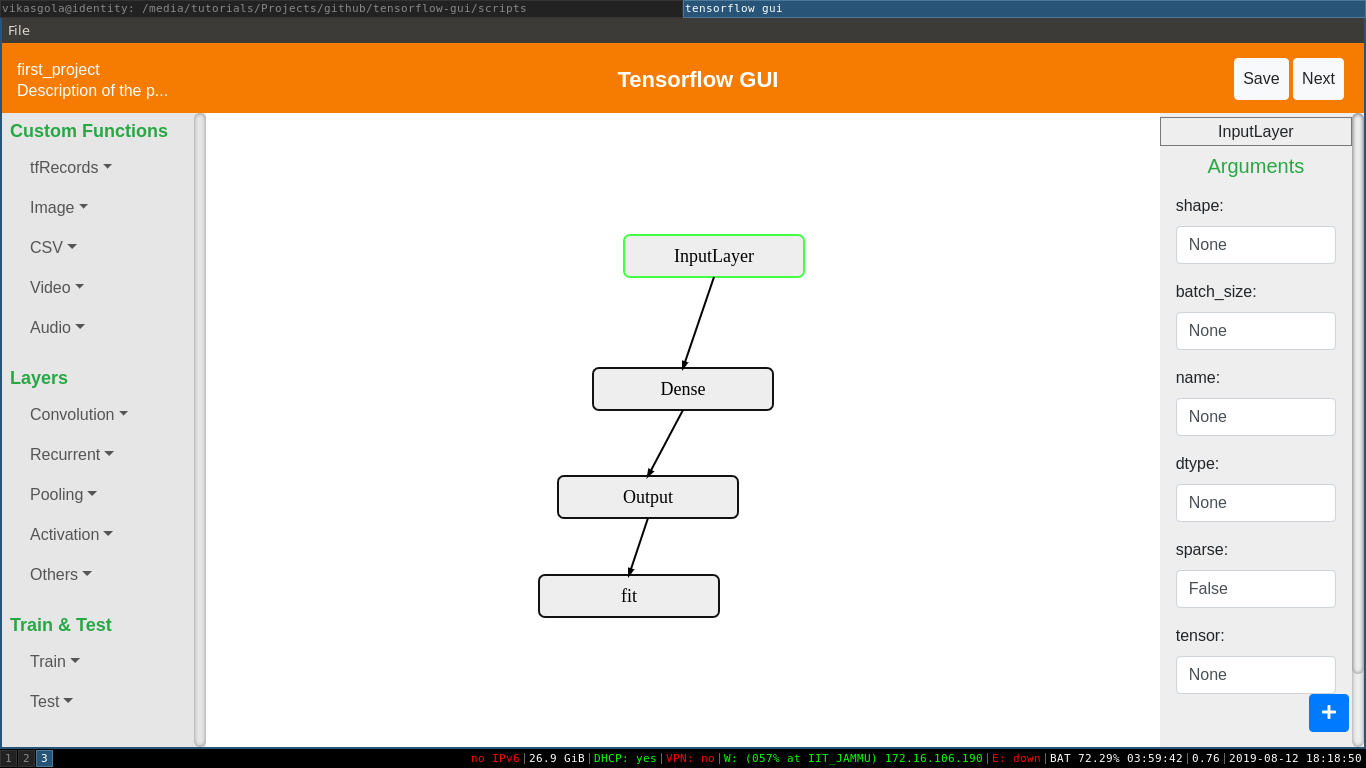 vikasgola@identity: /media/tutorials/Projects/github/tensorflow-gui/scripts
tensorflow gui
File
first_project
Description of the p...
Tensorflow GUI
Save
Next
Custom Functions
tfRecords
Image
CSV
Video
Audio
Layers
Convolution
Recurrent
Pooling
Activation
Others
Train & Test
Train
Test
InputLayer
Dense
Output
fit
InputLayer
Arguments
shape:
None
batch_size:
None
name:
None
dtype:
None
sparse:
False
tensor:
None
+
1 2 3
no IPv6|26.9 GiB|DHCP: yes|VPN: no|W: (057% at IIT_JAMMU) 172.16.106.190|E: down|BAT 72.29% 03:59:42|0.76|2019-08-12 18:18:50